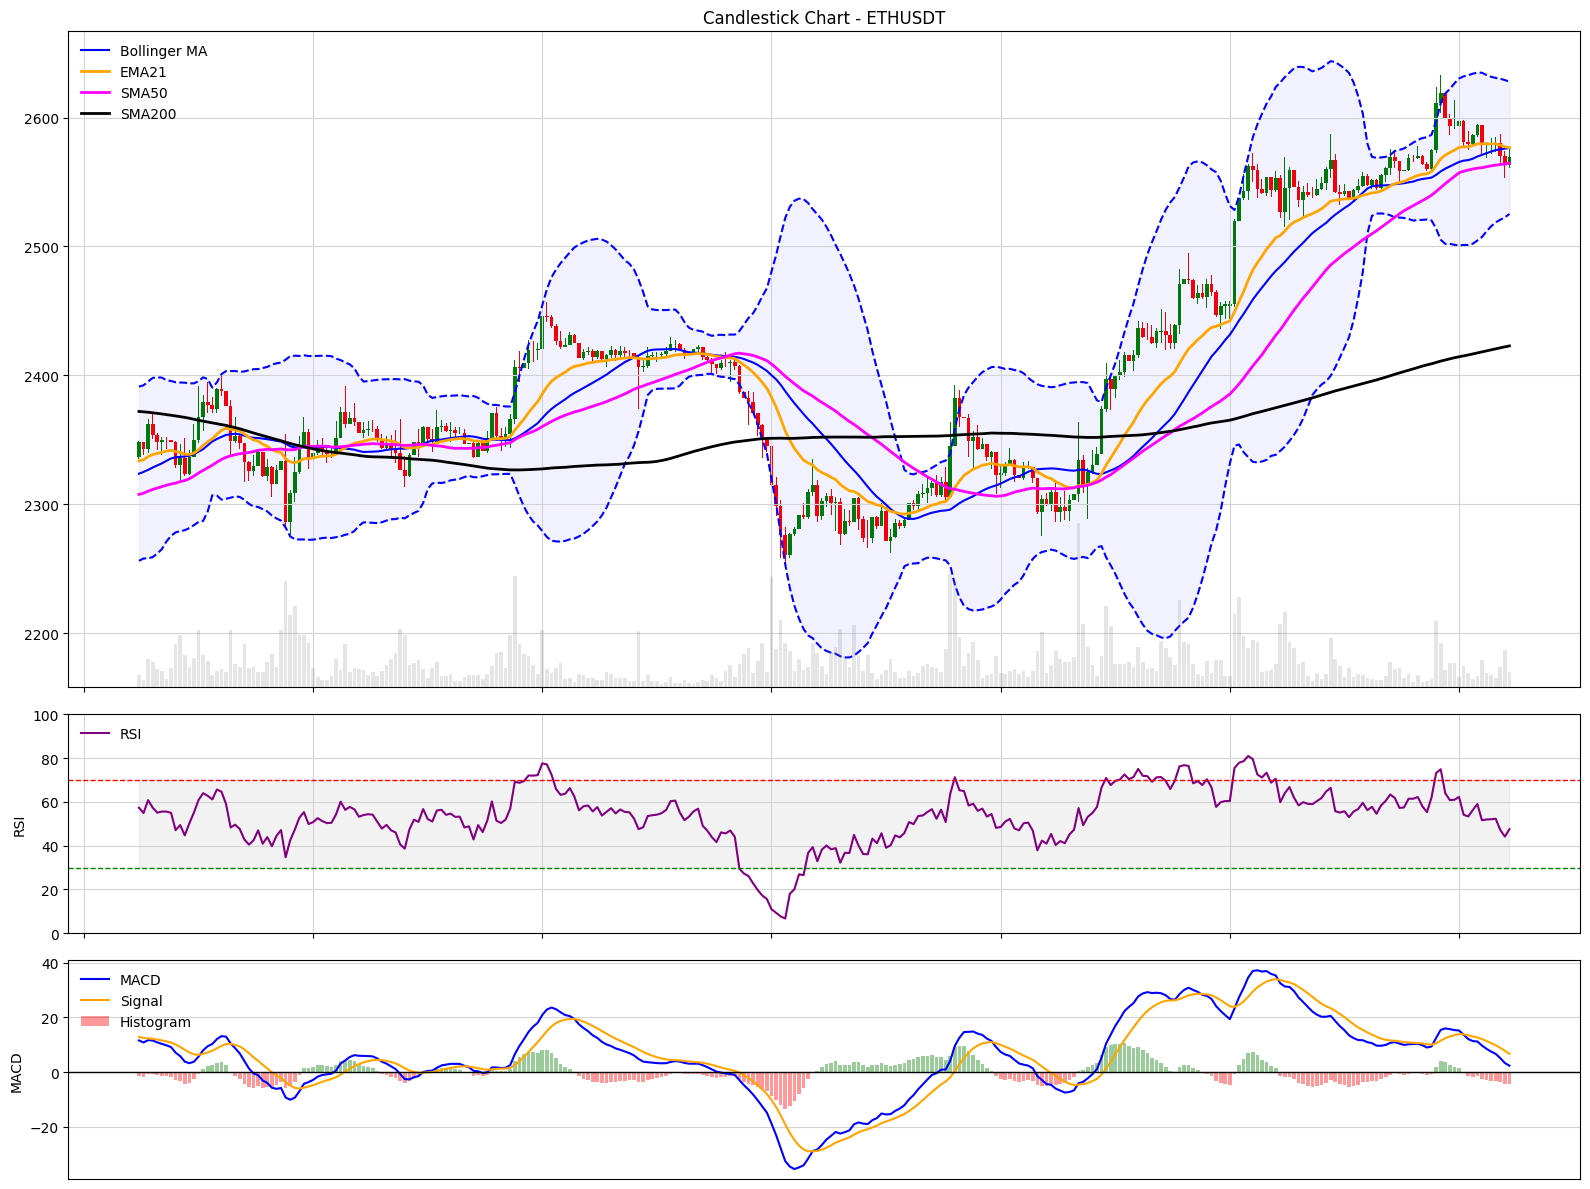 Candlestick Chart - ETHUSDT
Bollinger MA
EMA21
SMA50
SMA200
2600
2500
2400
2300
2200
RSI
100
80
60
40
20
0
RSI
MACD
Signal
Histogram
40
20
0
−20
MACD